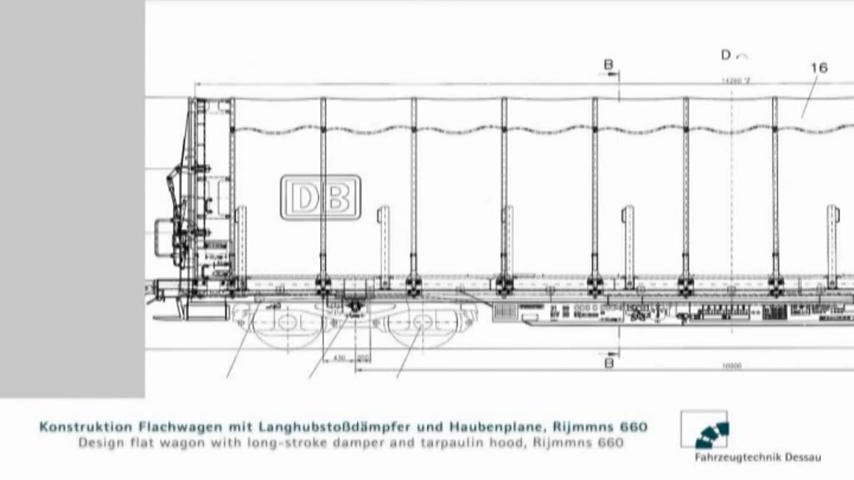 D
B
16
DB
B
Konstruktion Flachwagen mit Langhubstoßdämpfer und Haubenplane, Rijmmns 660
Design flat wagon with long-stroke damper and tarpaulin hood, Rijmmns 660
Fahrzeugtechnik Dessau